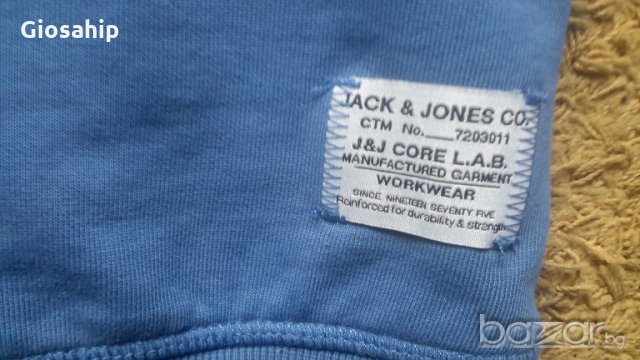 Giosahip
JACK & JONES CO.
CTM No.___7203011
J&J CORE L.A.B.
MANUFACTURED GARMENT
WORKWEAR
SINCE NINETEEN SEVENTY FIVE
Reinforced for durability & strength
bazar.bg